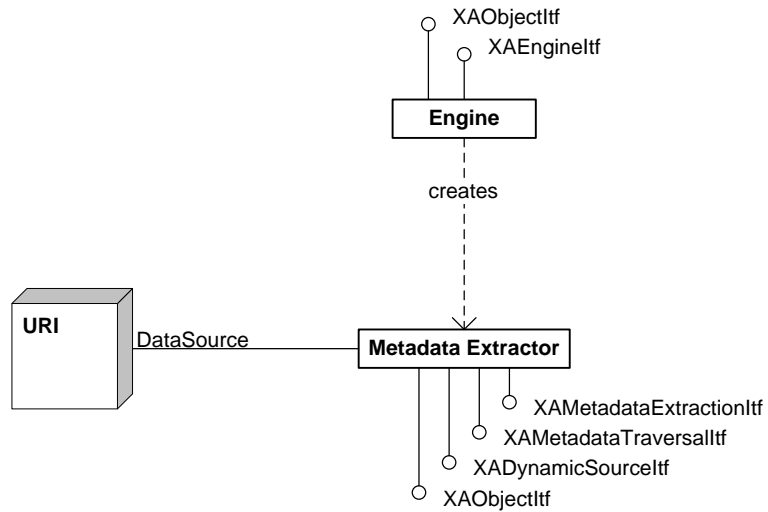 XAObjectItf
XAEngineItf
Engine
creates
URI
DataSource
Metadata Extractor
XAMetadataExtractionItf
XAMetadataTraversalItf
XADynamicSourceItf
XAObjectItf